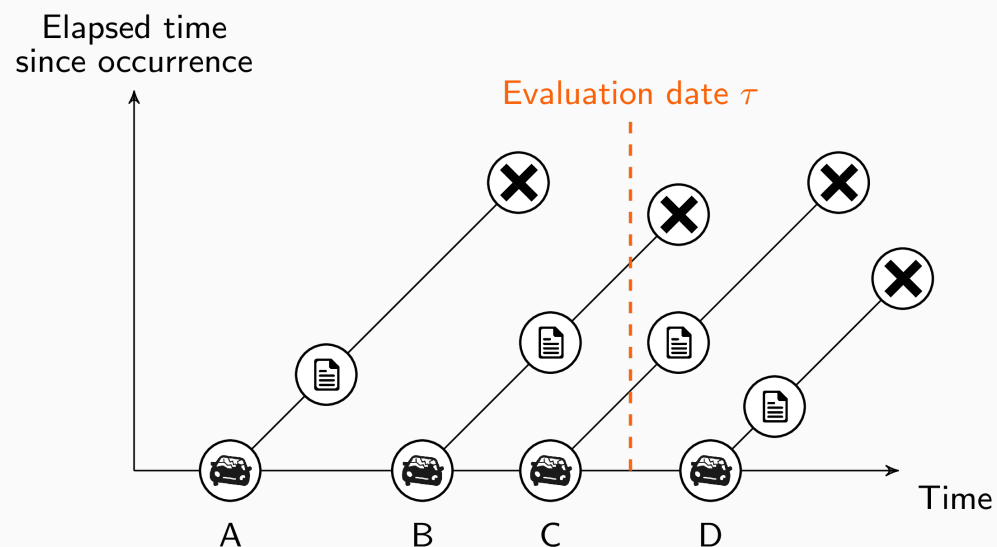 Elapsed time
since occurrence
Evaluation date τ
Time
A
B
C
D